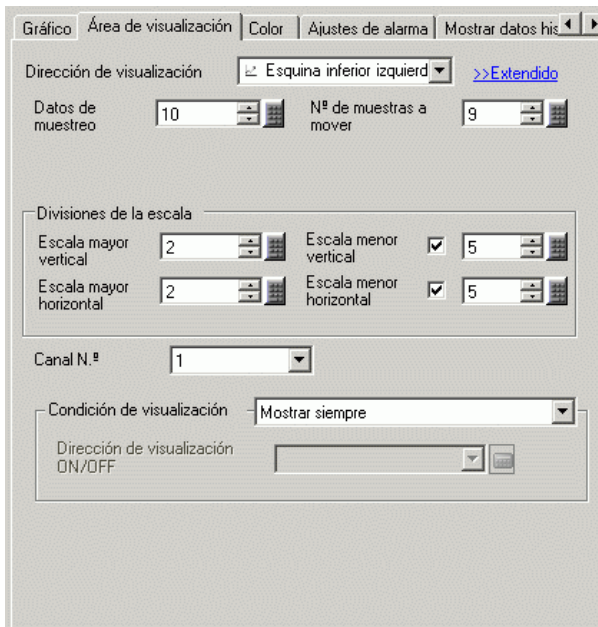 Gráfico Área de visualización Color Ajustes de alarma Mostrar datos his
Dirección de visualización Esquina inferior izquierd >>Extendido
Datos de muestreo 10 Nº de muestras a mover 9
Divisiones de la escala
Escala mayor vertical 2 Escala menor vertical 5
Escala mayor horizontal 2 Escala menor horizontal 5
Canal N.º 1
Condición de visualización Mostrar siempre
Dirección de visualización
ON/OFF